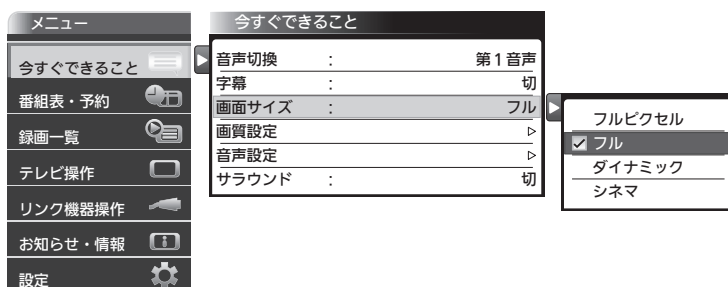 メニュー
今すぐできること
番組表・予約
録画一覧
テレビ操作
リンク機器操作
お知らせ・情報
設定
今すぐできること
音声切換 : 第1音声
字幕 : 切
画面サイズ : フル
画質設定
音声設定
サラウンド : 切
フルピクセル
フル
ダイナミック
シネマ